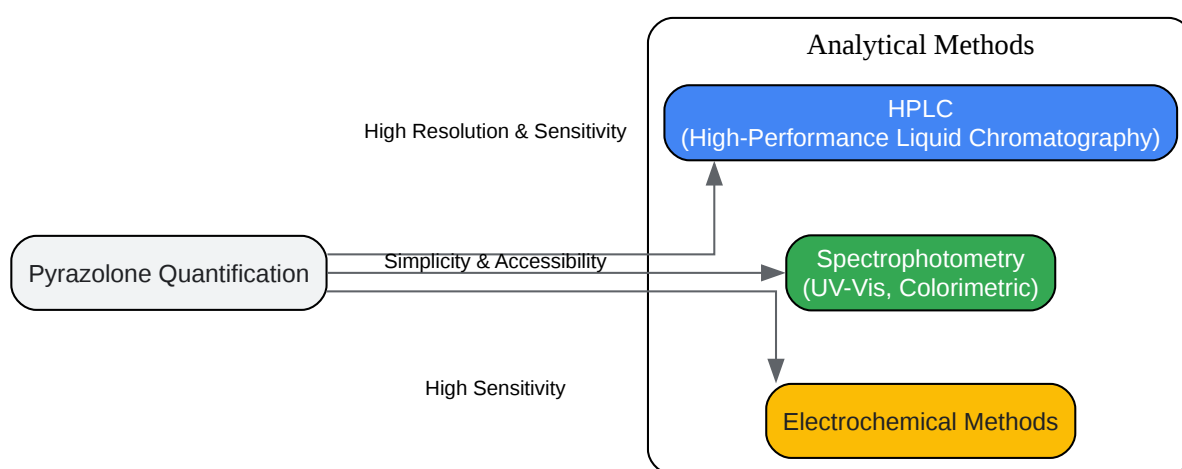 Analytical Methods
HPLC
(High-Performance Liquid Chromatography)
High Resolution & Sensitivity
Pyrazolone Quantification
Simplicity & Accessibility
Spectrophotometry
(UV-Vis, Colorimetric)
High Sensitivity
Electrochemical Methods